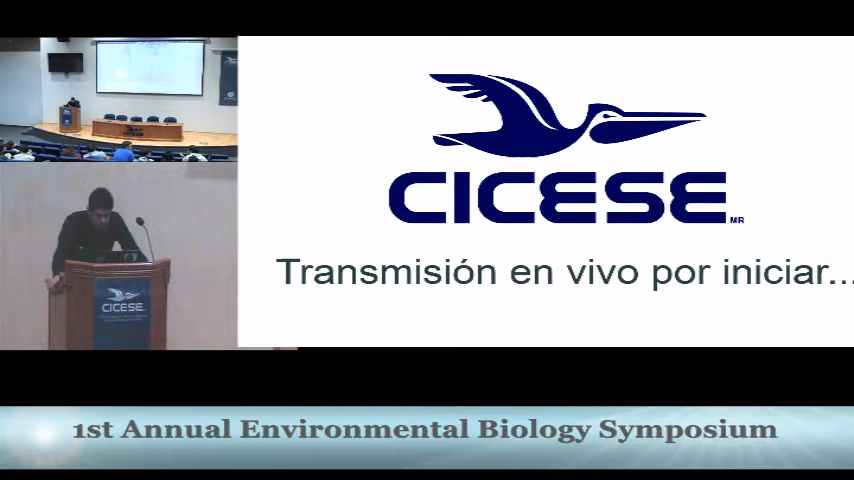 CICESE
MR
Transmisión en vivo por iniciar...
CICESE
1st Annual Environmental Biology Symposium